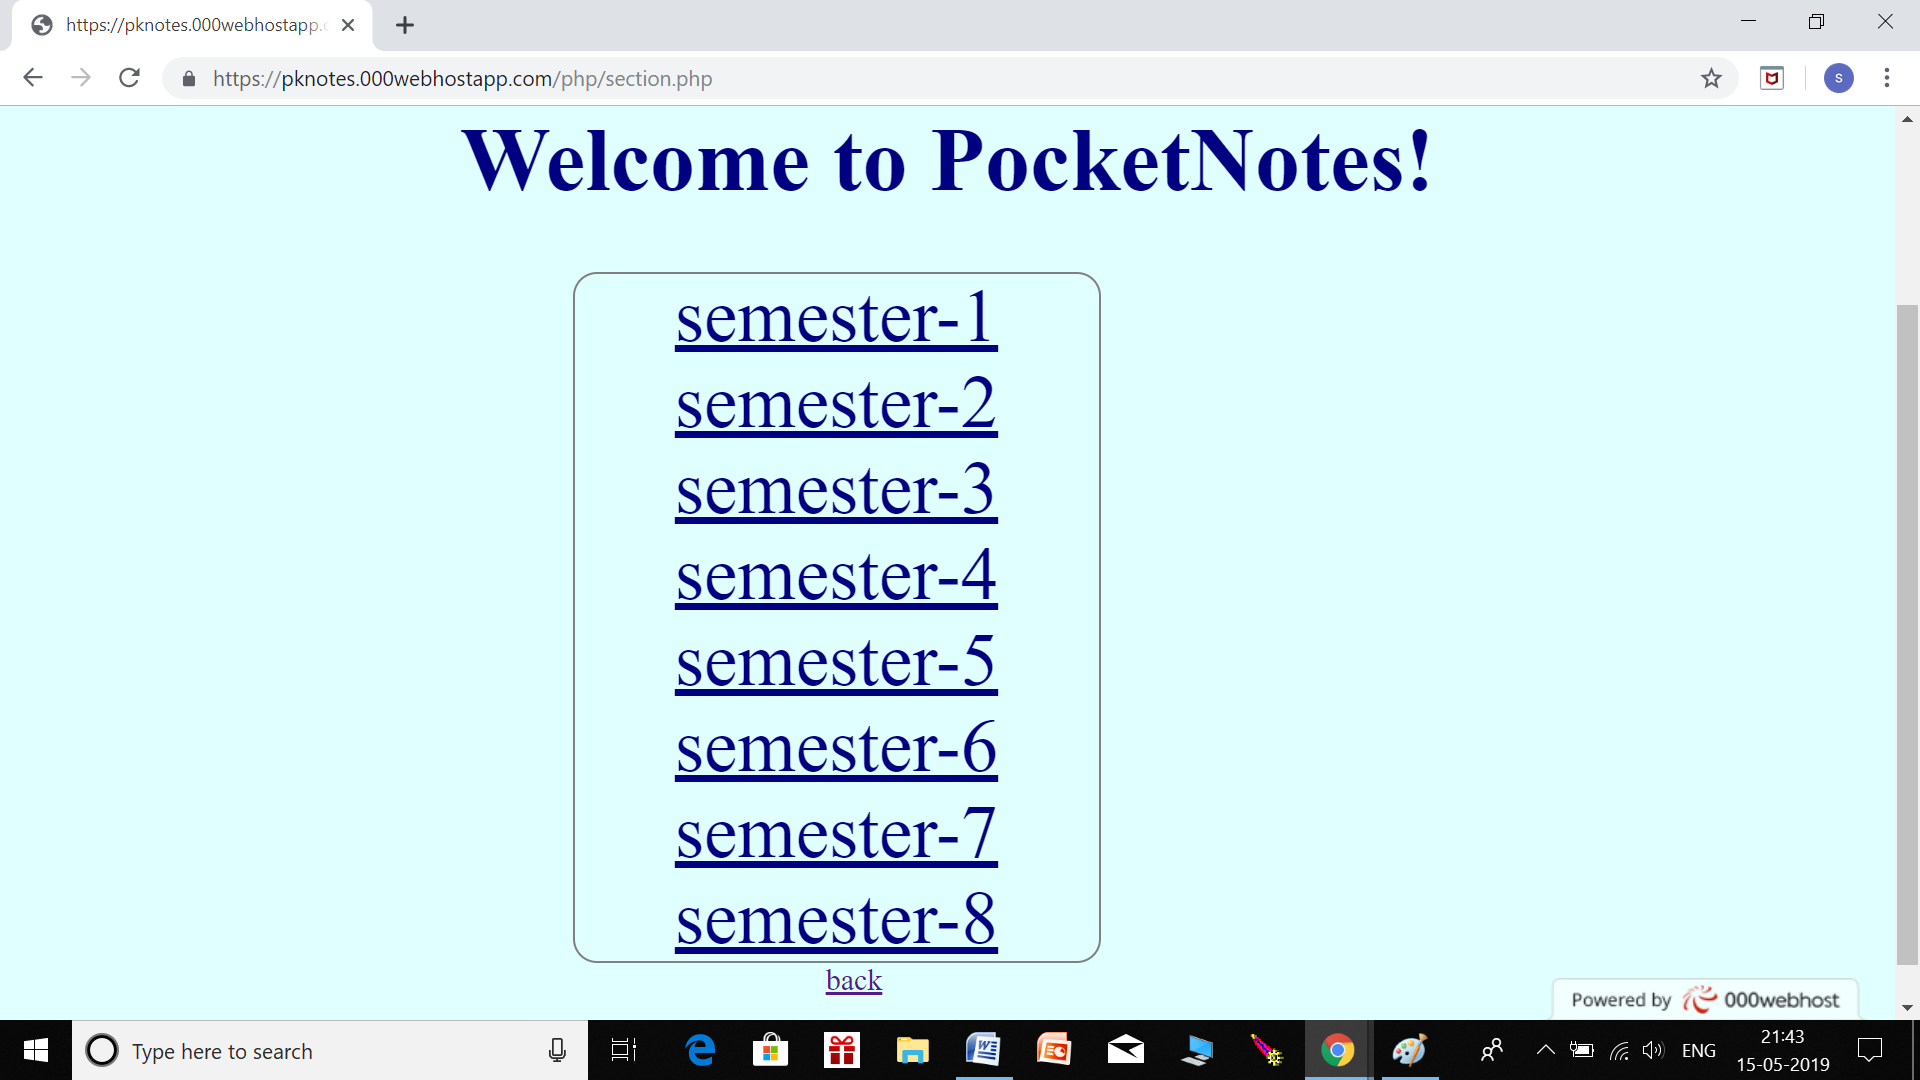 https://pknotes.000webhostapp.c
https://pknotes.000webhostapp.com/php/section.php
S
Welcome to PocketNotes!
semester-1
semester-2
semester-3
semester-4
semester-5
semester-6
semester-7
semester-8
back
Powered by 000webhost
Type here to search
ENG
21:43
15-05-2019